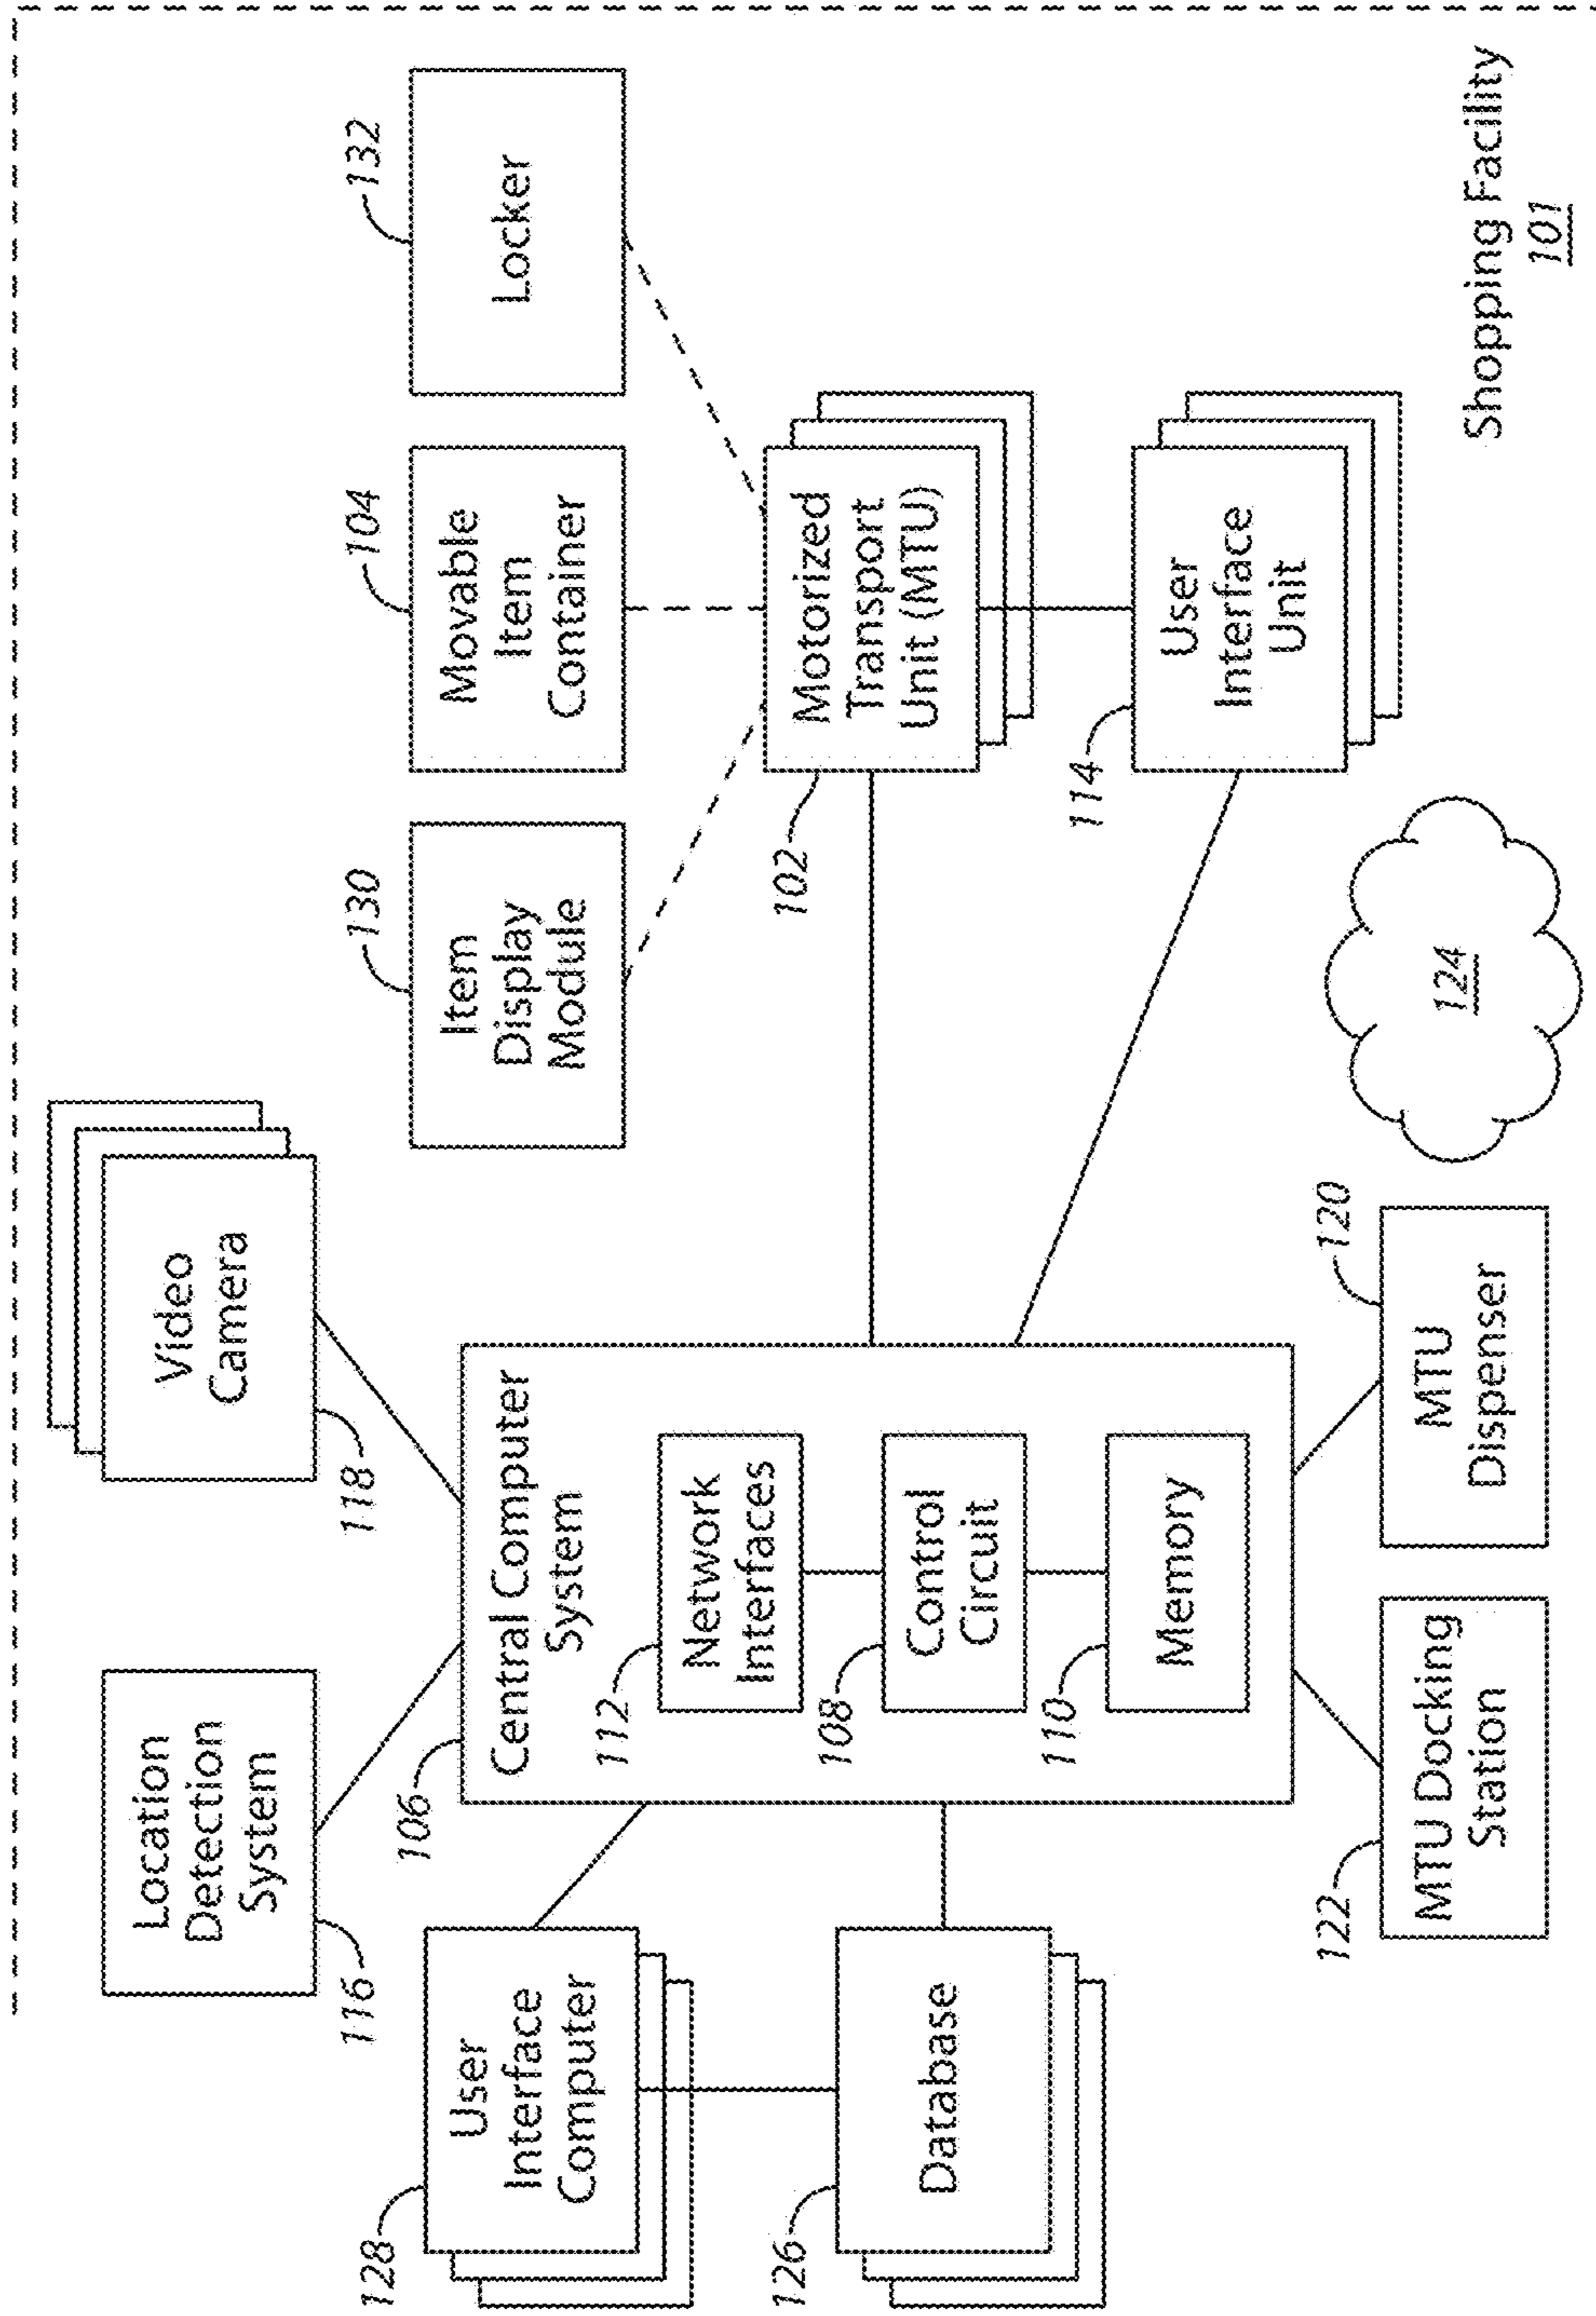 116
Location
Detection
System
118
Video
Camera
128
User
Interface
Computer
106
Central Computer
System
112
Network
Interfaces
108
Control
Circuit
110
Memory
126
Database
130
Item
Display
Module
104
Movable
Item
Container
132
Locker
102
Motorized
Transport
Unit (MTU)
114
User
Interface
Unit
122
MTU Docking
Station
120
MTU
Dispenser
124
Shopping Facility
101